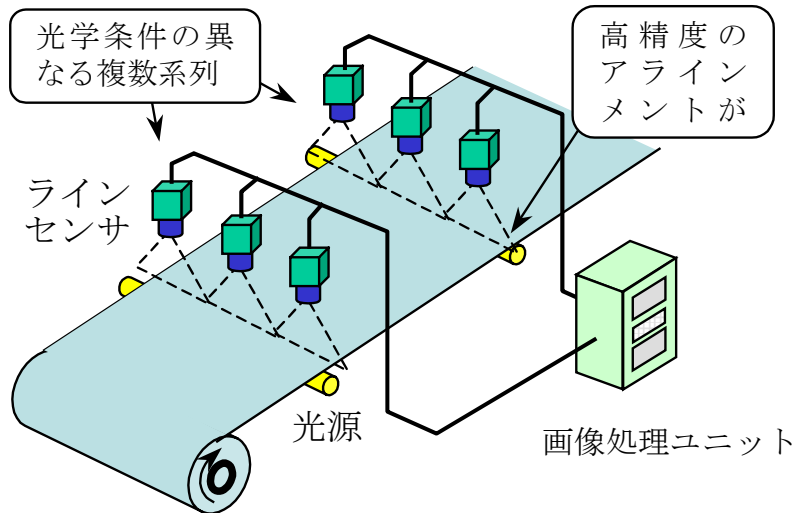 光学条件の異
なる複数系列
高精度の
アラインメントが
ライン
センサ
光源
画像処理ユニット